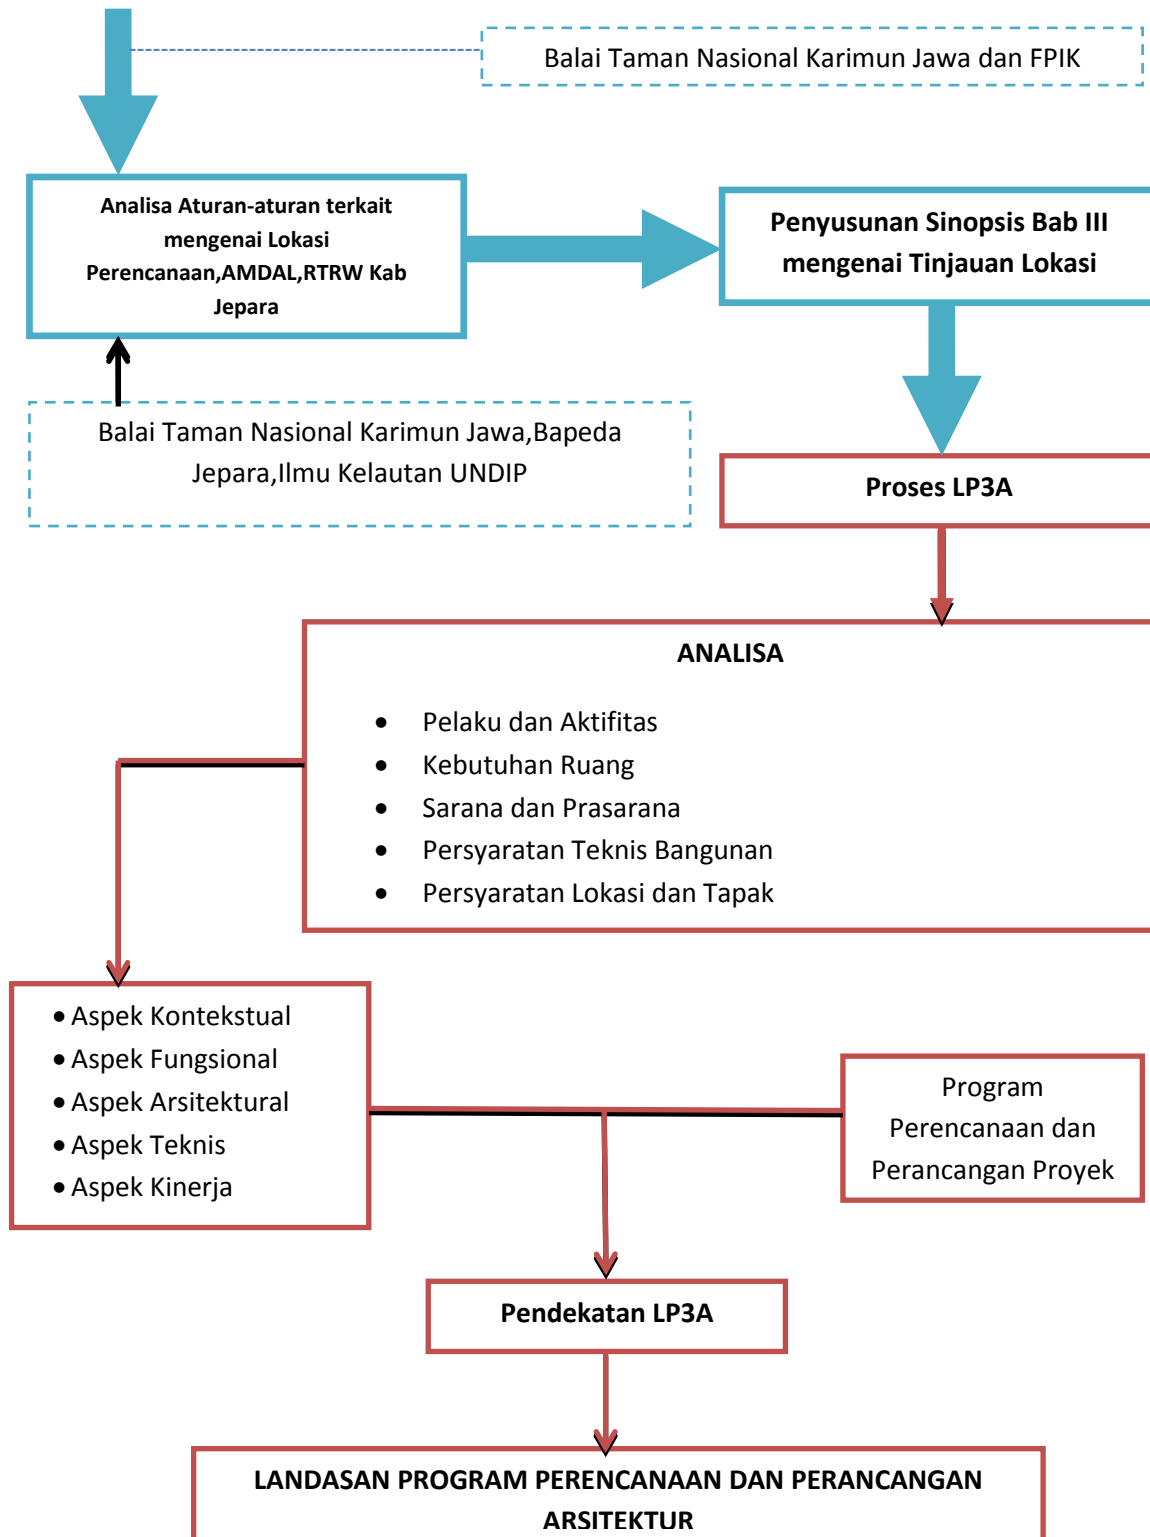 Balai Taman Nasional Karimun Jawa dan FPIK
Analisa Aturan-aturan terkait
mengenai Lokasi
Perencanaan,AMDAL,RTRW Kab
Jepara
Penyusunan Sinopsis Bab III
mengenai Tinjauan Lokasi
Balai Taman Nasional Karimun Jawa,Bapeda
Jepara,Ilmu Kelautan UNDIP
Proses LP3A
ANALISA
• Pelaku dan Aktifitas
• Kebutuhan Ruang
• Sarana dan Prasarana
• Persyaratan Teknis Bangunan
• Persyaratan Lokasi dan Tapak
• Aspek Kontekstual
• Aspek Fungsional
• Aspek Arsitektural
• Aspek Teknis
• Aspek Kinerja
Program
Perencanaan dan
Perancangan Proyek
Pendekatan LP3A
LANDASAN PROGRAM PERENCANAAN DAN PERANCANGAN
ARSITEKTUR